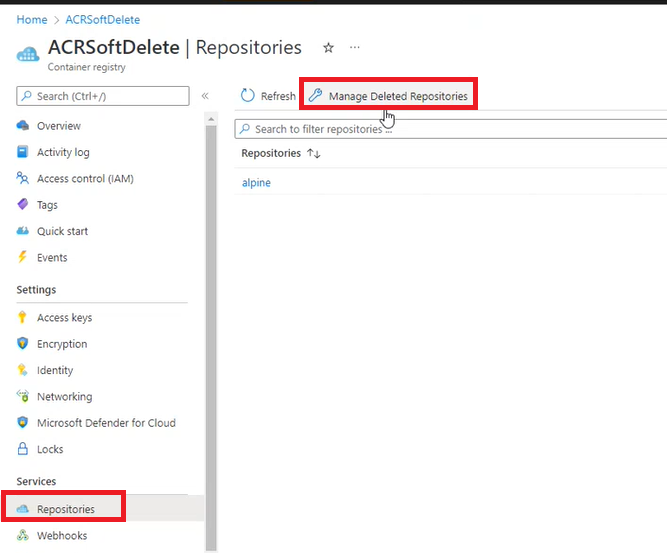 Home > ACRSoftDelete
ACRSoftDelete | Repositories ☆ ···
Container registry
Search (Ctrl+/) «
Refresh Manage Deleted Repositories
Search to filter repositories ...
Repositories ↑↓
alpine
Overview
Activity log
Access control (IAM)
Tags
Quick start
Events
Settings
Access keys
Encryption
Identity
Networking
Microsoft Defender for Cloud
Locks
Services
Repositories
Webhooks